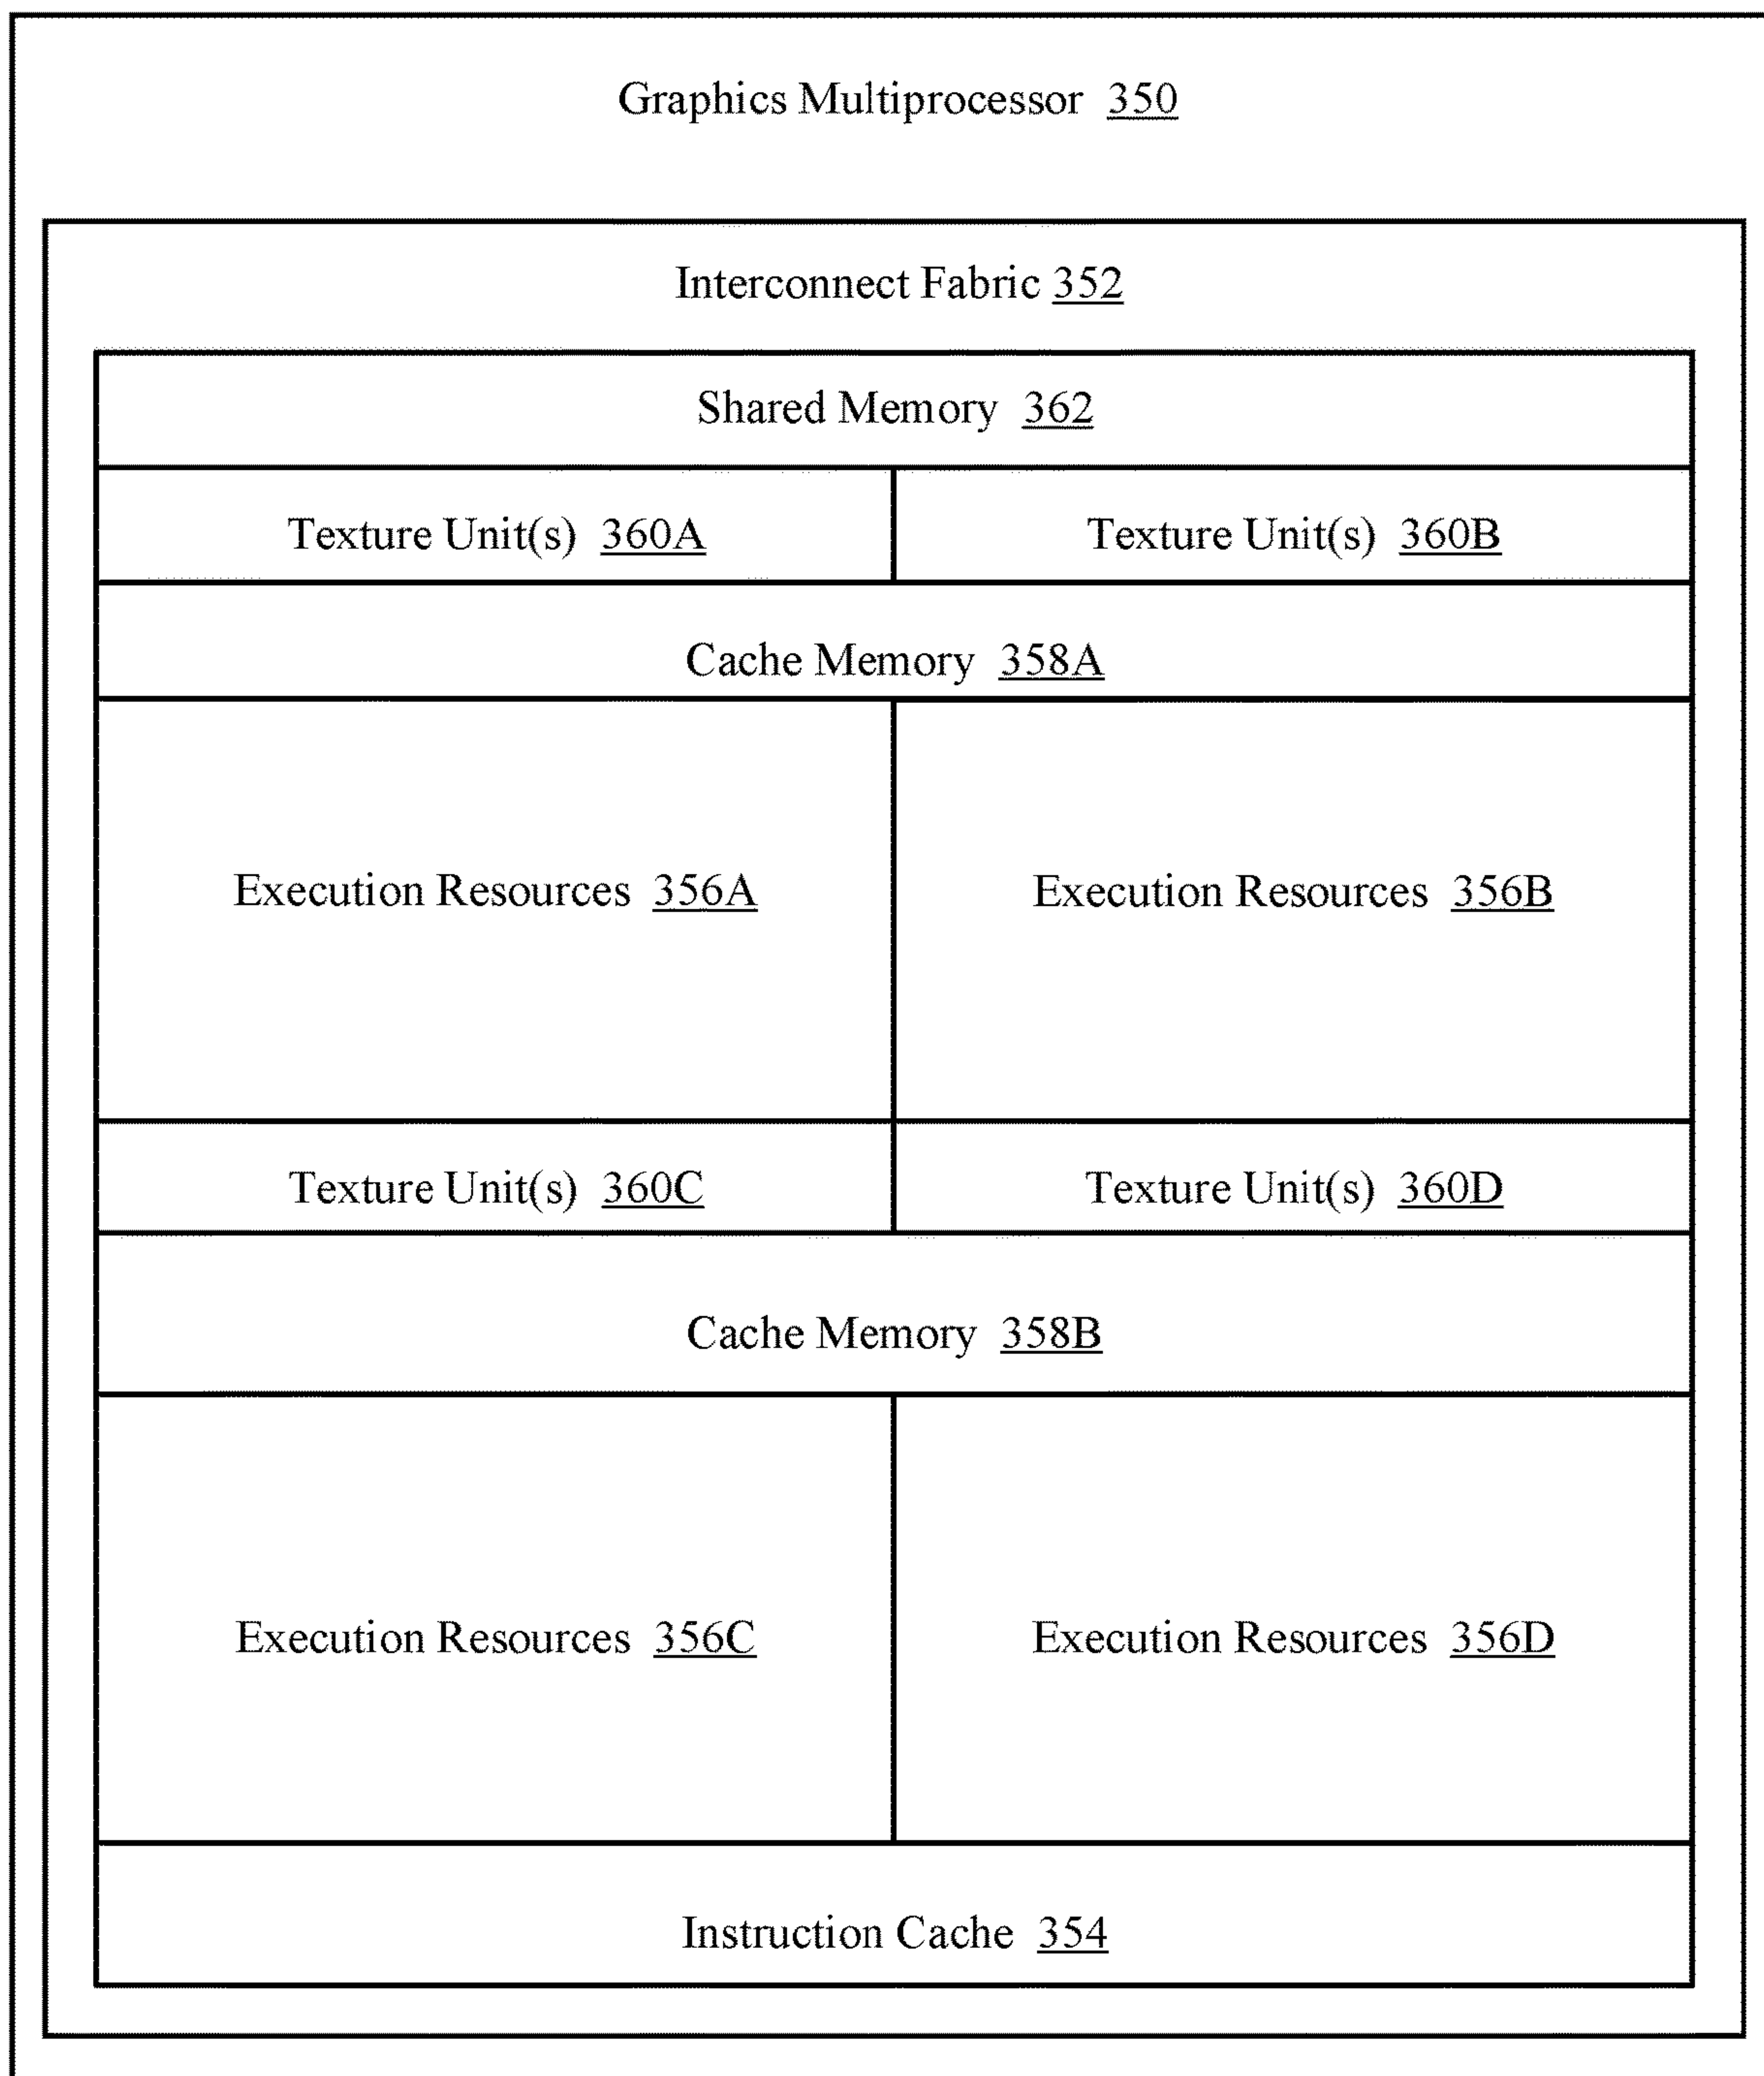 Graphics Multiprocessor 350
Interconnect Fabric 352
Shared Memory 362
Texture Unit(s) 360A Texture Unit(s) 360B
Cache Memory 358A
Execution Resources 356A Execution Resources 356B
Texture Unit(s) 360C Texture Unit(s) 360D
Cache Memory 358B
Execution Resources 356C Execution Resources 356D
Instruction Cache 354